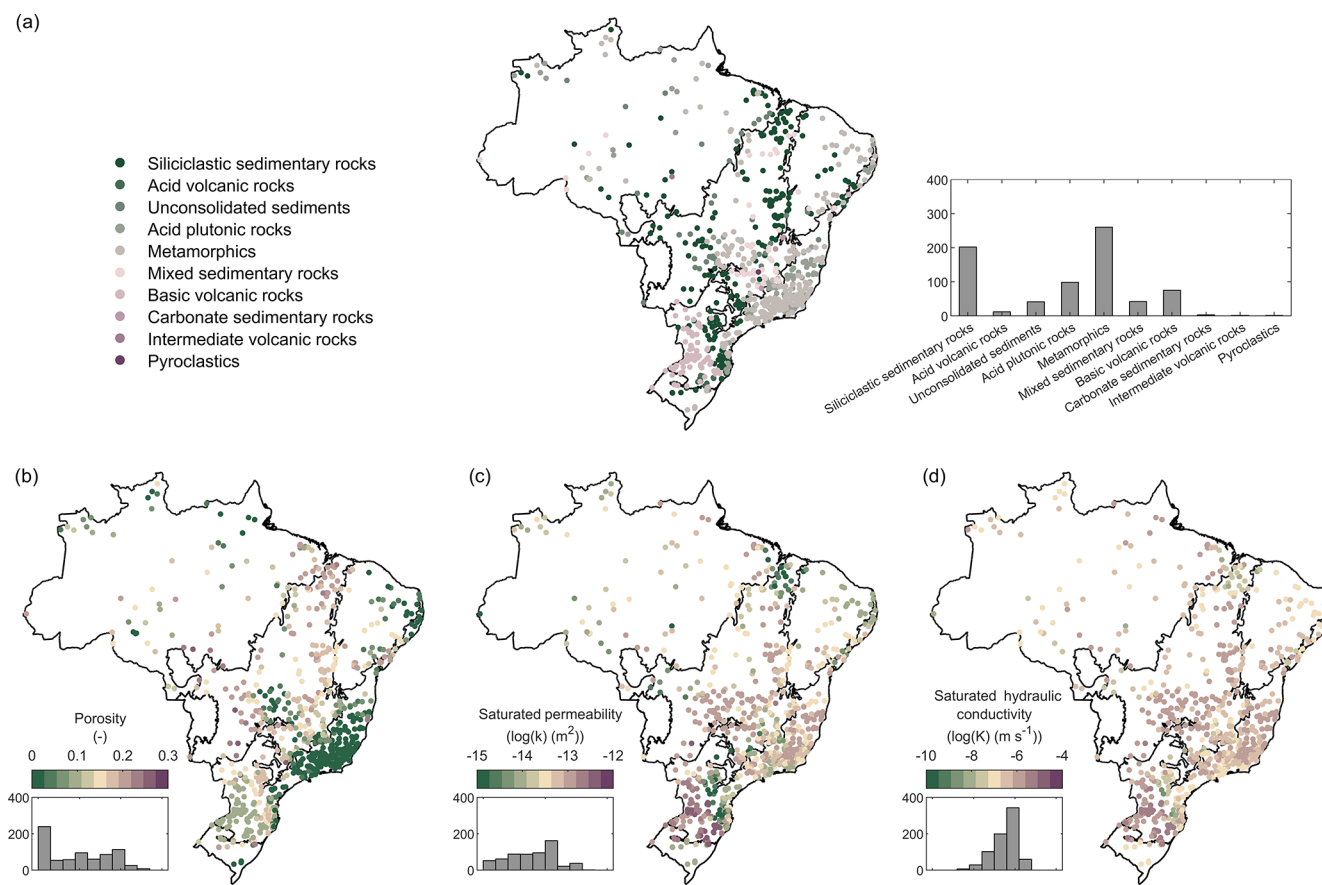 (a)
Siliciclastic sedimentary rocks
Acid volcanic rocks
Unconsolidated sediments
Acid plutonic rocks
Metamorphics
Mixed sedimentary rocks
Basic volcanic rocks
Carbonate sedimentary rocks
Intermediate volcanic rocks
Pyroclastics
400
300
200
100
0
Siliciclastic sedimentary rocks
Acid volcanic rocks
Unconsolidated sediments
Acid plutonic rocks
Metamorphics
Mixed sedimentary rocks
Basic volcanic rocks
Carbonate sedimentary rocks
Intermediate volcanic rocks
Pyroclastics
(b)
Porosity
(-)
0 0.1 0.2 0.3
400
200
0
(c)
Saturated permeability
(log(k) (m²))
-15 -14 -13 -12
400
200
0
(d)
Saturated hydraulic
conductivity
(log(K) (m s⁻¹))
-10 -8 -6 -4
400
200
0